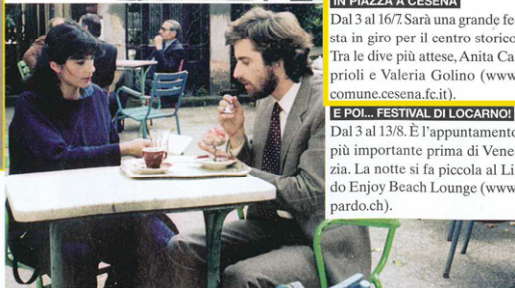 IN PIAZZA A CESENA
Dal 3 al 16/7. Sarà una grande fe-
sta in giro per il centro storico.
Tra le dive più attese, Anita Ca-
prioli e Valeria Golino (www.
comune.cesena.fc.it).
E POI... FESTIVAL DI LOCARNO!
Dal 3 al 13/8. È l'appuntamento
più importante prima di Vene-
zia. La notte si fa piccola al Li-
do Enjoy Beach Lounge (www.
pardo.ch).